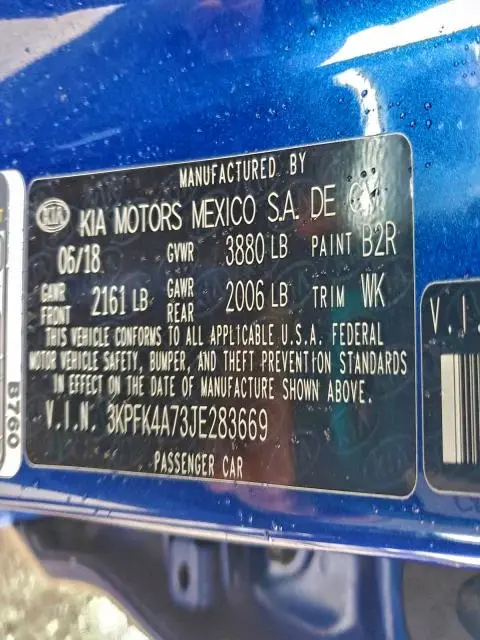 MANUFACTURED BY
KIA KIA MOTORS MEXICO S.A. DE C.V.
06/18 GVWR 3880 LB PAINT B2R
GAWR FRONT 2161 LB GAWR REAR 2006 LB TRIM WK
THIS VEHICLE CONFORMS TO ALL APPLICABLE U.S.A. FEDERAL
MOTOR VEHICLE SAFETY, BUMPER, AND THEFT PREVENTION STANDARDS
IN EFFECT ON THE DATE OF MANUFACTURE SHOWN ABOVE.
V.I.N. 3KPFK4A73JE283669
PASSENGER CAR
B760
V.I.